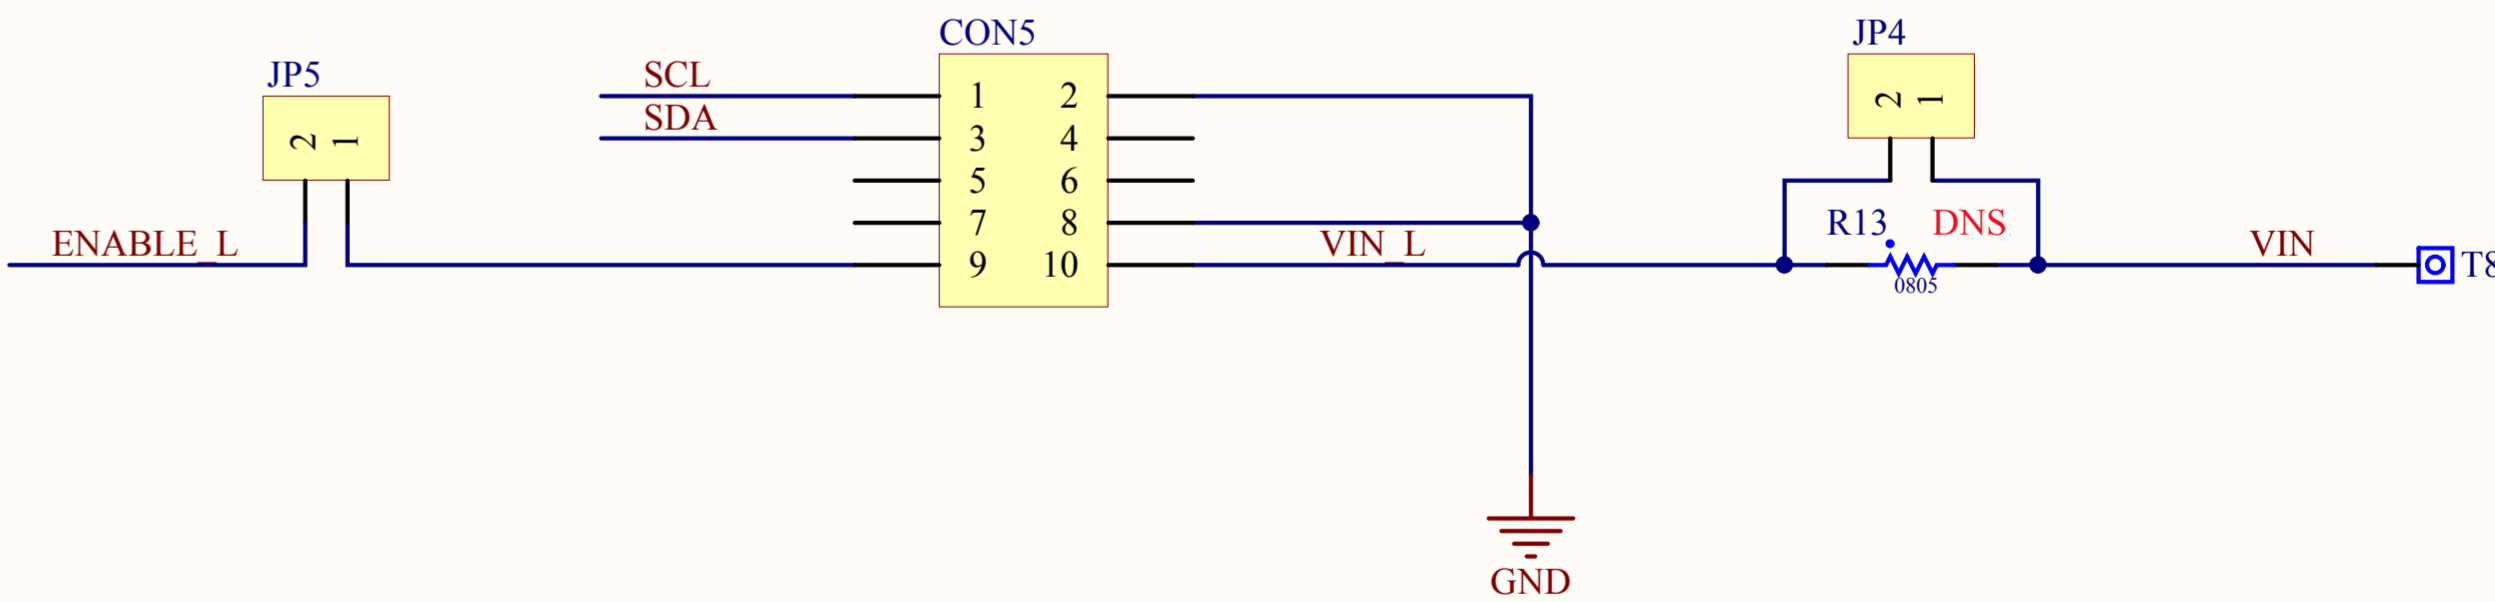 CON5
JP4
JP5
SCL
SDA
1 2
3 4
5 6
7 8
9 10
2 1
2 1
ENABLE_L
VIN_L
R13 DNS
0805
VIN
T8
GND